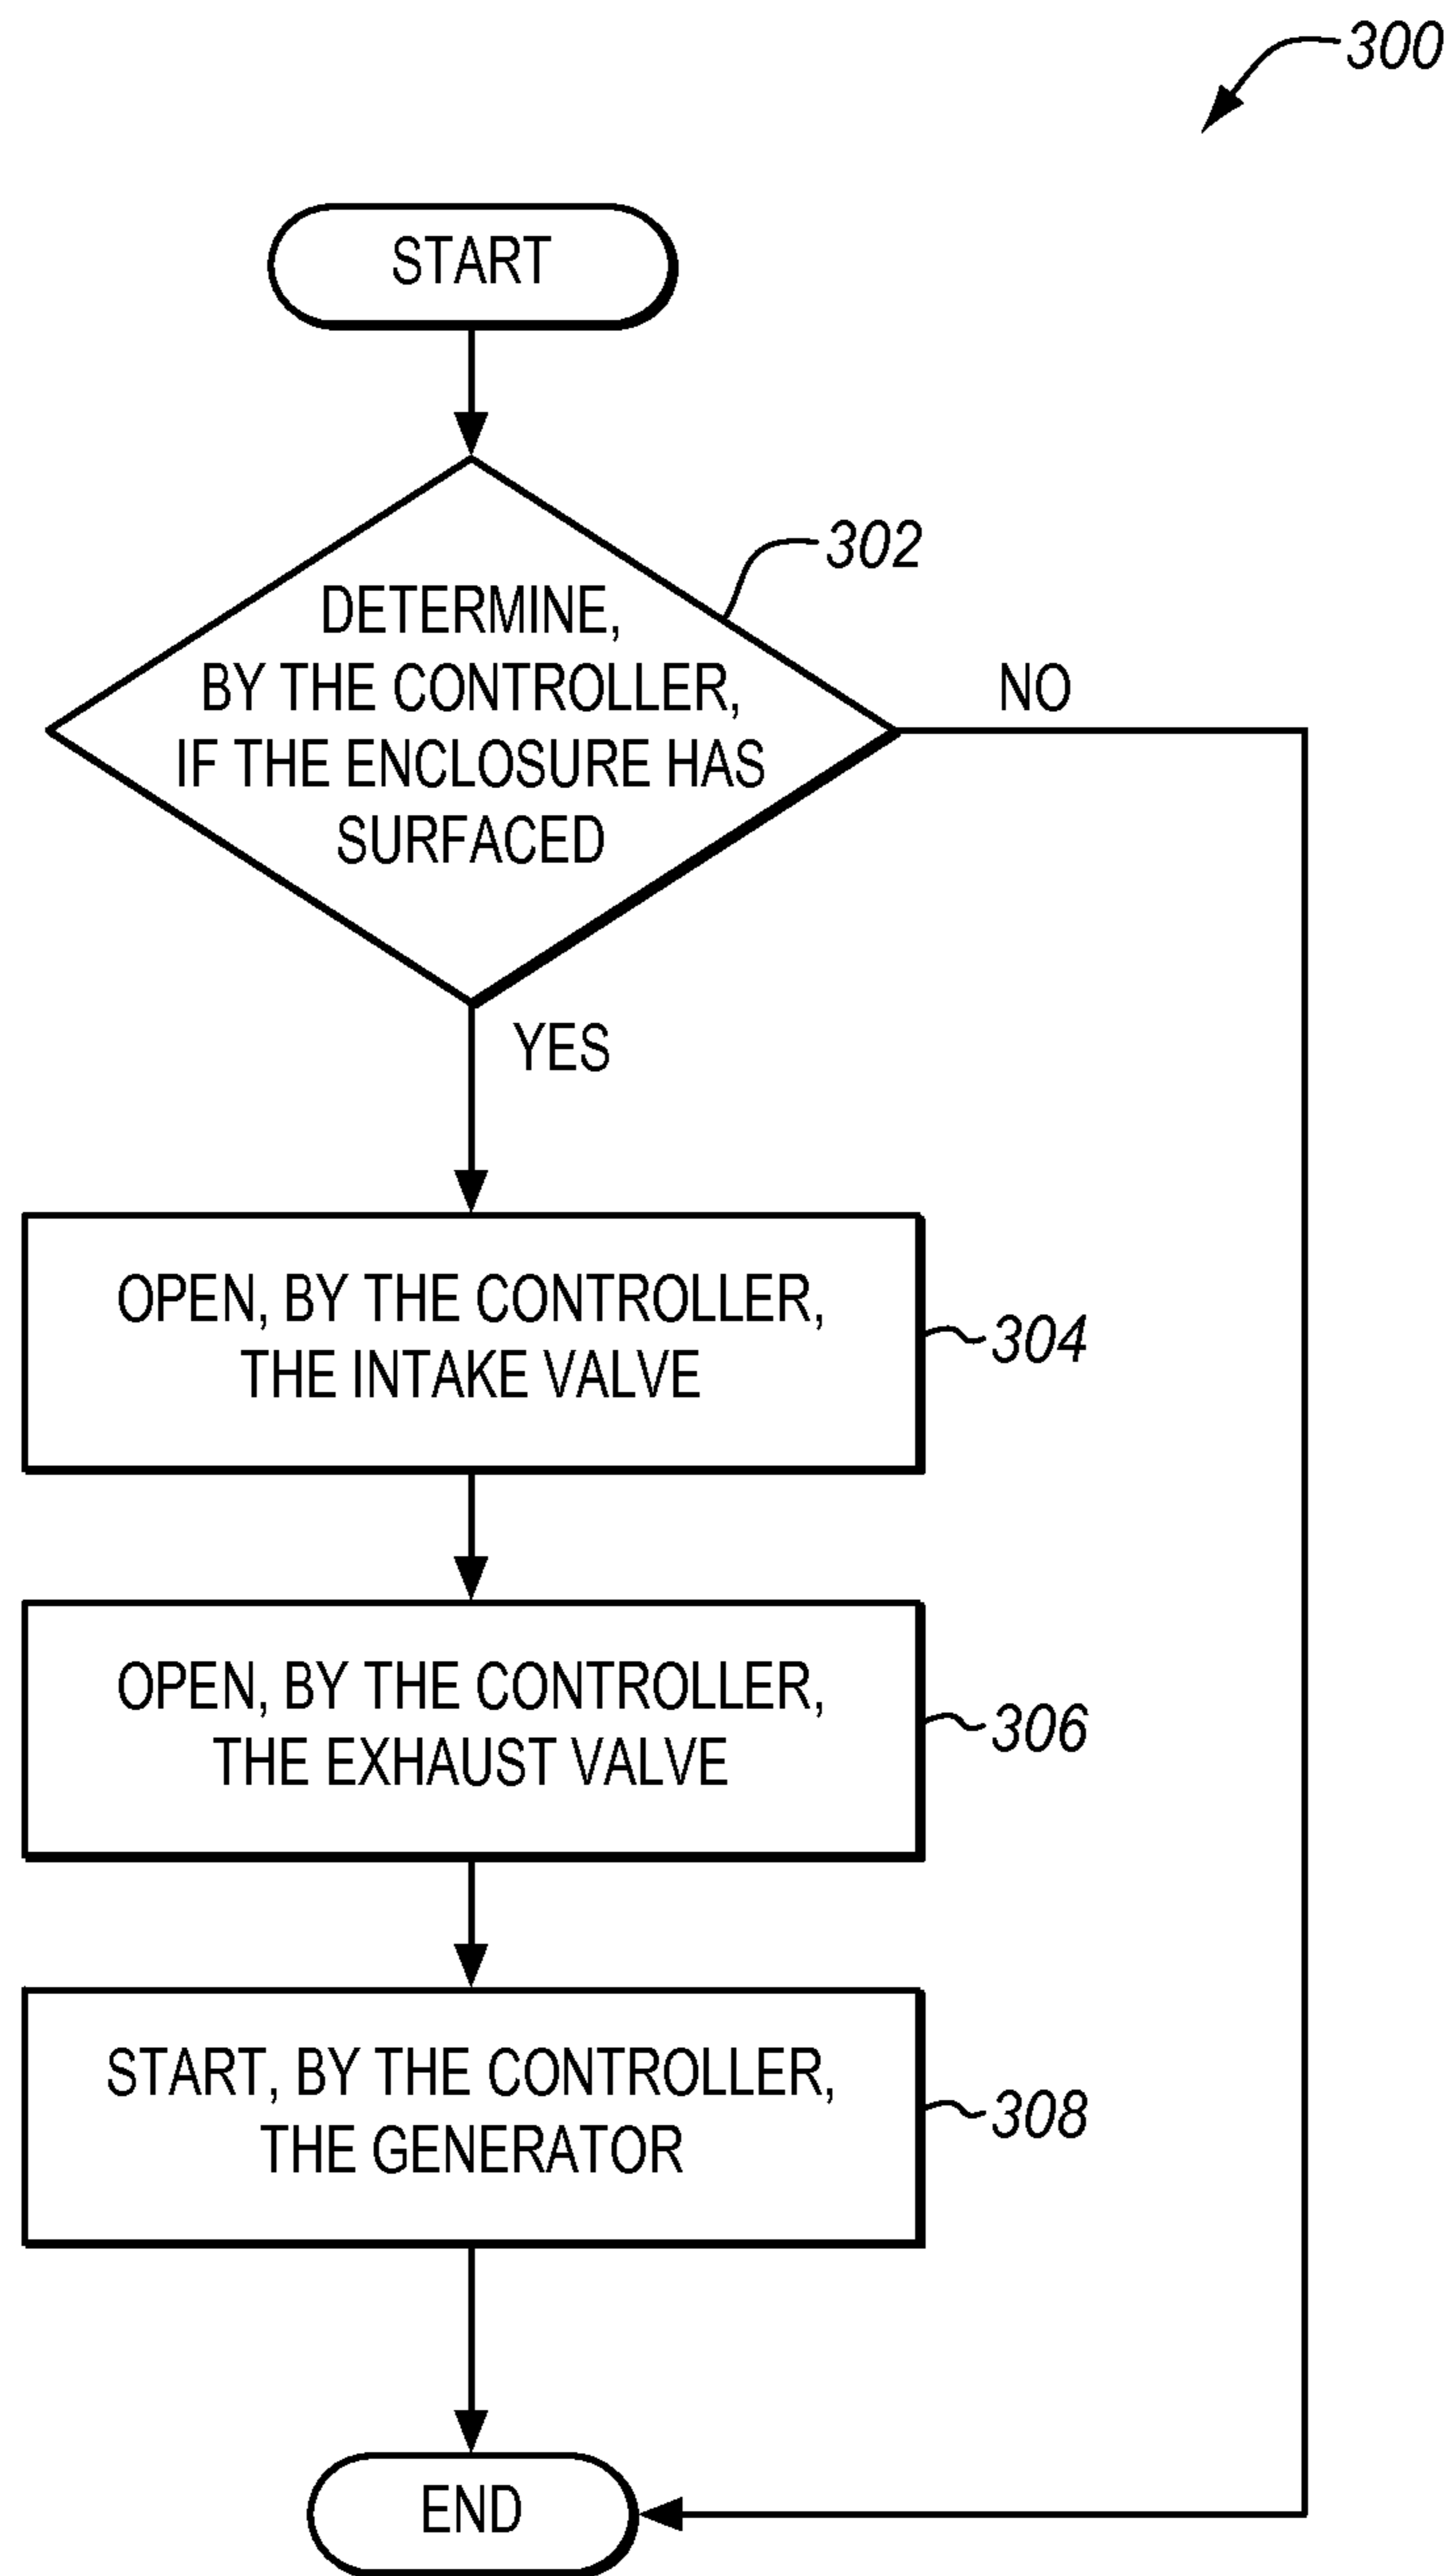 300
START
302
DETERMINE,
BY THE CONTROLLER,
IF THE ENCLOSURE HAS
SURFACED
NO
YES
OPEN, BY THE CONTROLLER,
THE INTAKE VALVE
304
OPEN, BY THE CONTROLLER,
THE EXHAUST VALVE
306
START, BY THE CONTROLLER,
THE GENERATOR
308
END